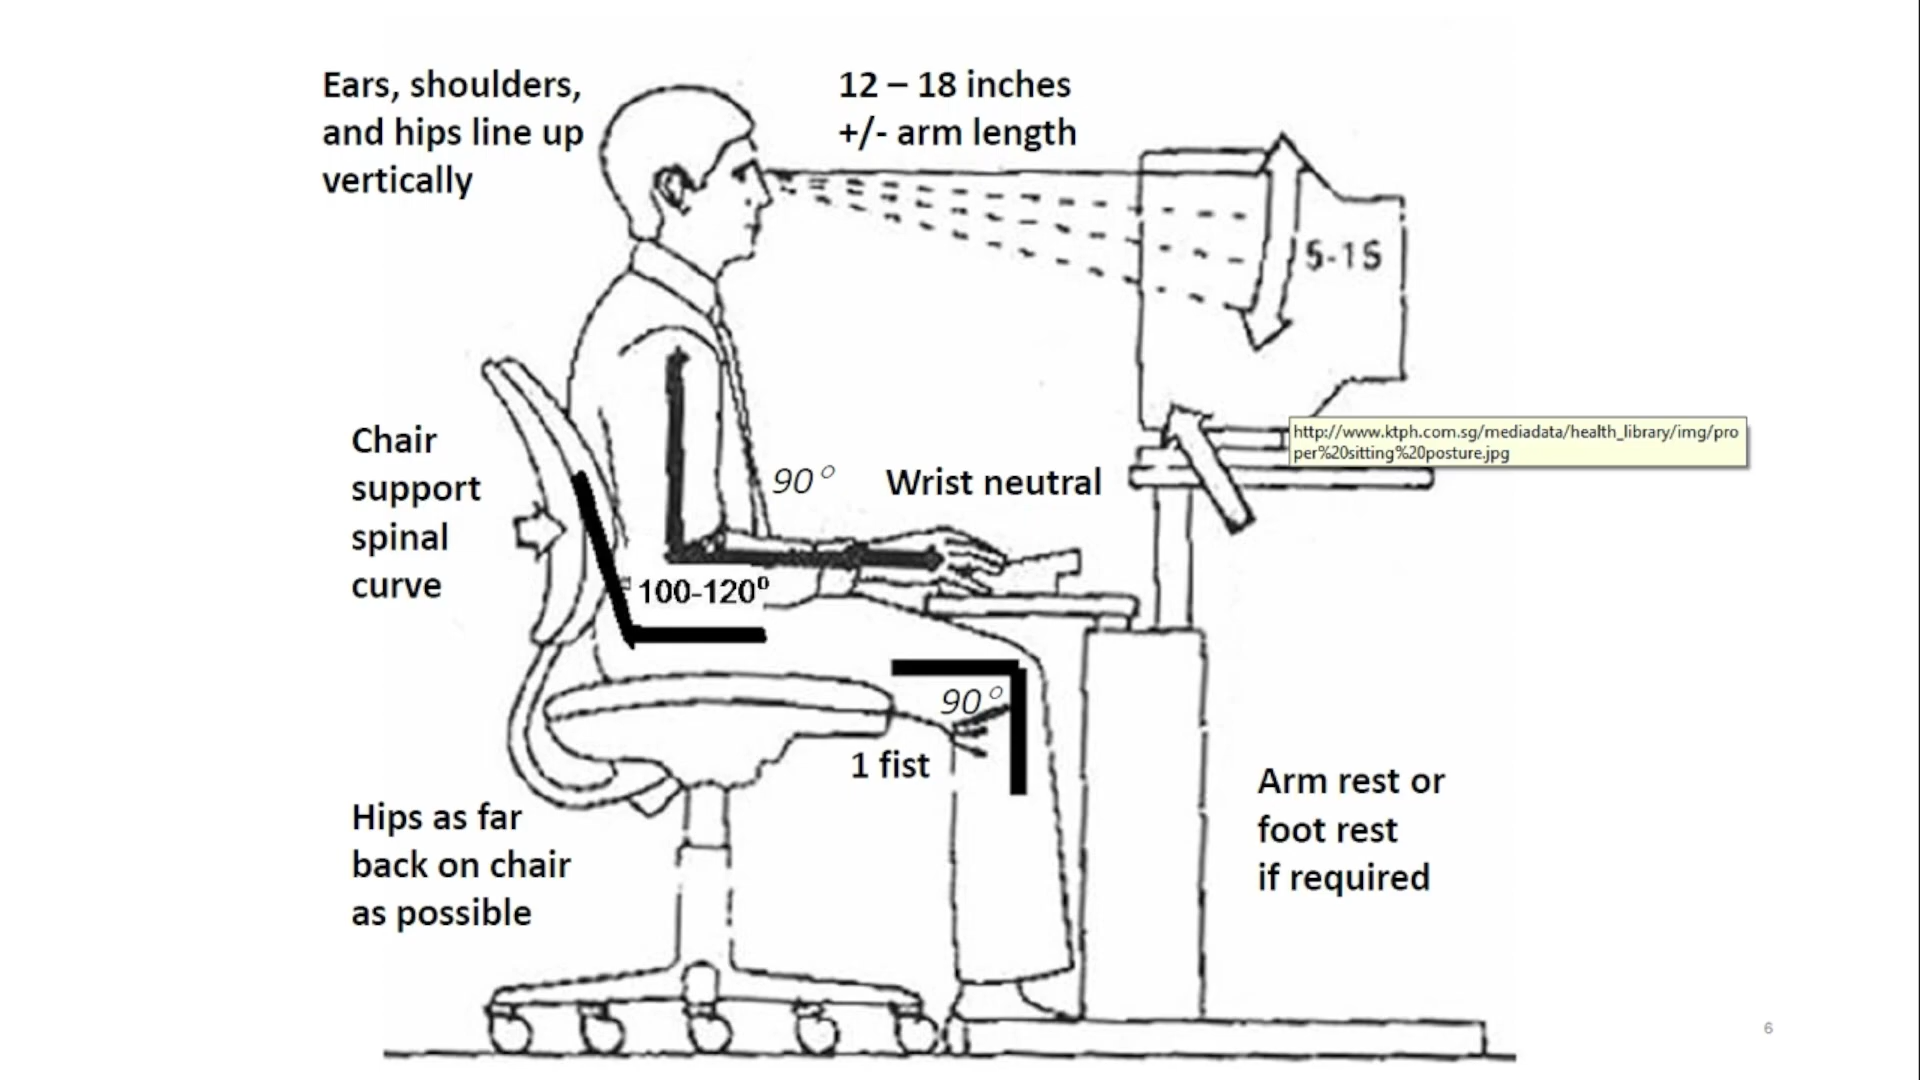 Ears, shoulders,
and hips line up
vertically
12 – 18 inches
+/- arm length
5-15
http://www.ktph.com.sg/mediadata/health_library/img/pro
per%20sitting%20posture.jpg
Chair
support
spinal
curve
90°
Wrist neutral
100-120⁰
90°
1 fist
Hips as far
back on chair
as possible
Arm rest or
foot rest
if required
6